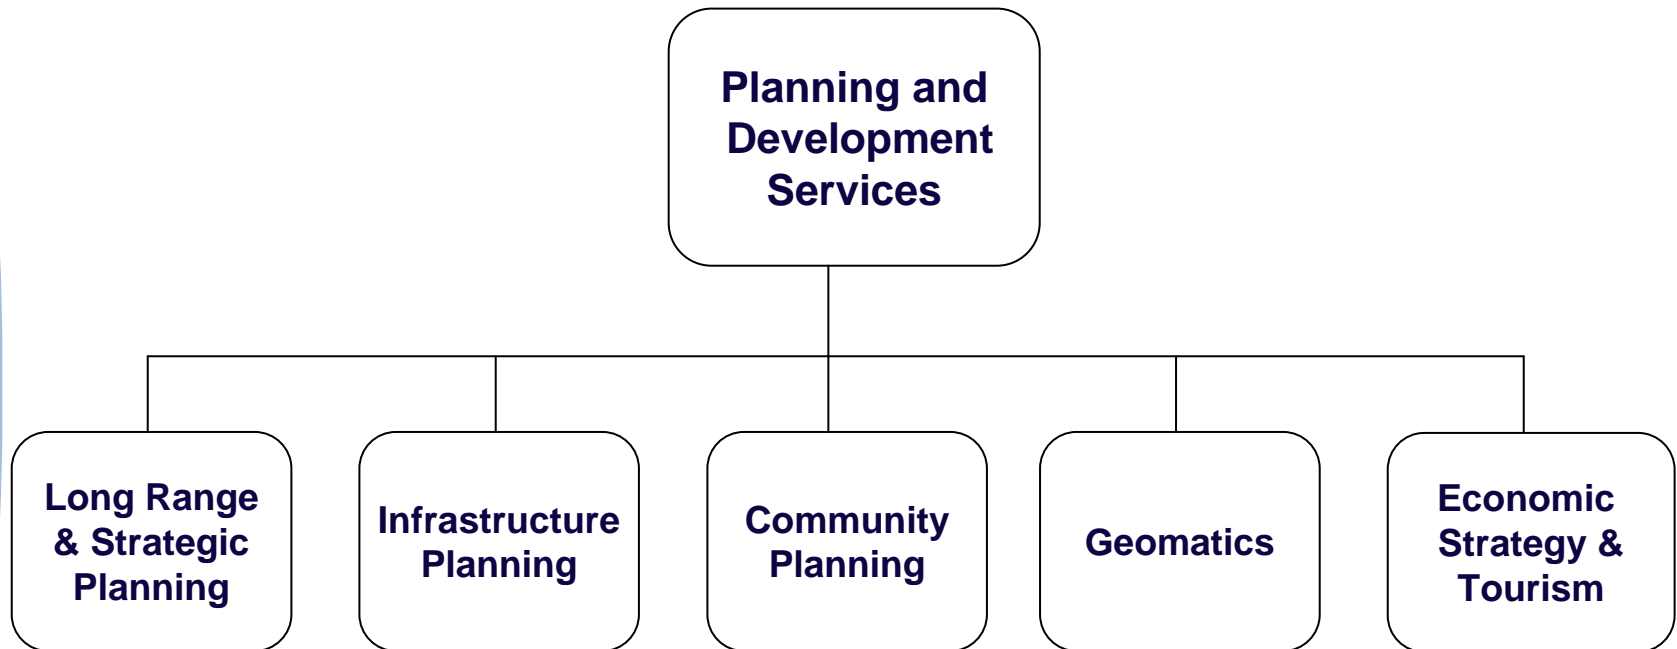 Planning and
Development
Services
Long Range
& Strategic
Planning
Infrastructure
Planning
Community
Planning
Geomatics
Economic
Strategy &
Tourism